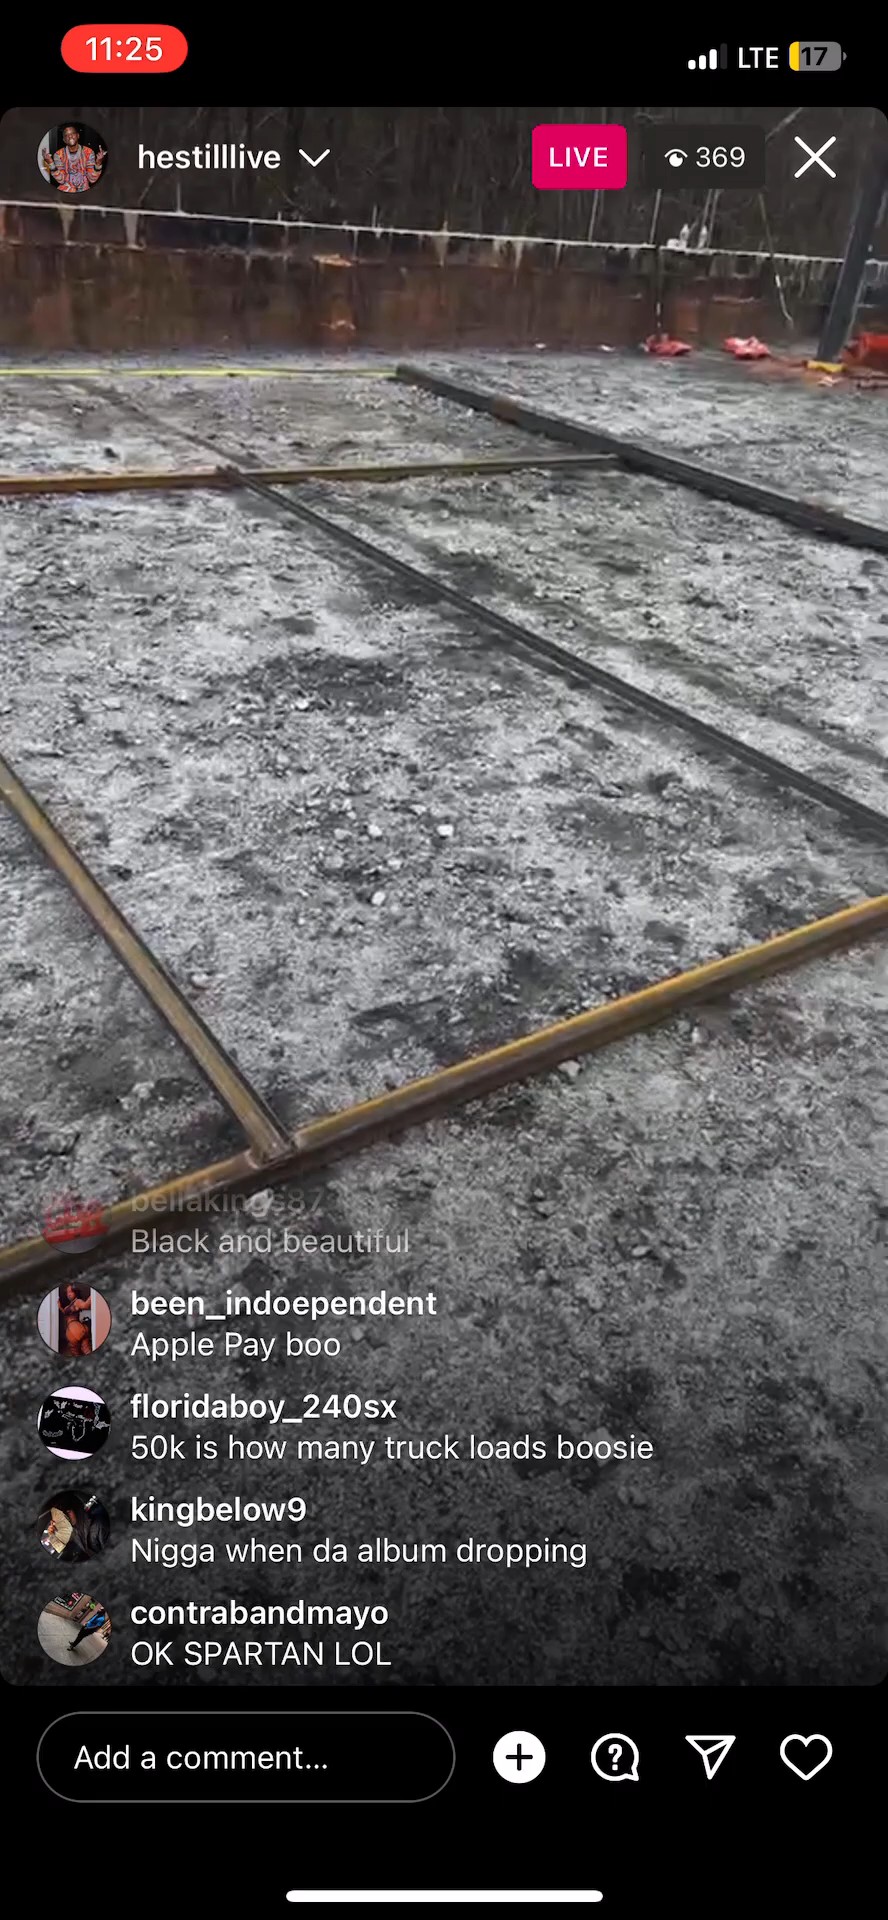 11:25
LTE 17
hestilllive
LIVE
369
bellakings87
Black and beautiful
been_indoependent
Apple Pay boo
floridaboy_240sx
50k is how many truck loads boosie
kingbelow9
Nigga when da album dropping
contrabandmayo
OK SPARTAN LOL
Add a comment...